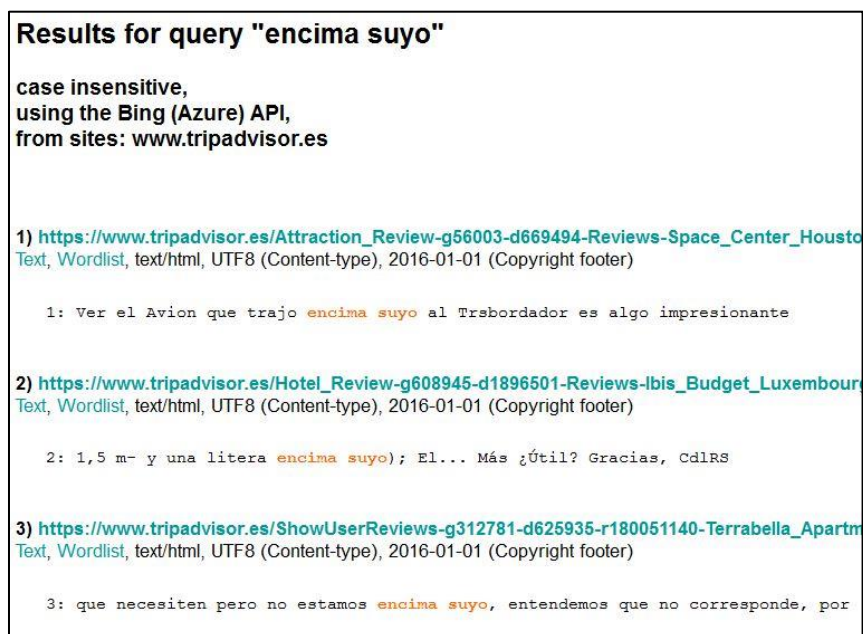 Results for query "encima suyo"
case insensitive,
using the Bing (Azure) API,
from sites: www.tripadvisor.es
1) https://www.tripadvisor.es/Attraction_Review-g56003-d669494-Reviews-Space_Center_Housto
Text, Wordlist, text/html, UTF8 (Content-type), 2016-01-01 (Copyright footer)
1: Ver el Avion que trajo encima suyo al Trsbordador es algo impresionante
2) https://www.tripadvisor.es/Hotel_Review-g608945-d1896501-Reviews-Ibis_Budget_Luxembourg
Text, Wordlist, text/html, UTF8 (Content-type), 2016-01-01 (Copyright footer)
2: 1,5 m- y una litera encima suyo); El... Más ¿Útil? Gracias, CdlRS
3) https://www.tripadvisor.es/ShowUserReviews-g312781-d625935-r180051140-Terrabella_Apartm
Text, Wordlist, text/html, UTF8 (Content-type), 2016-01-01 (Copyright footer)
3: que necesiten pero no estamos encima suyo, entendemos que no corresponde, por